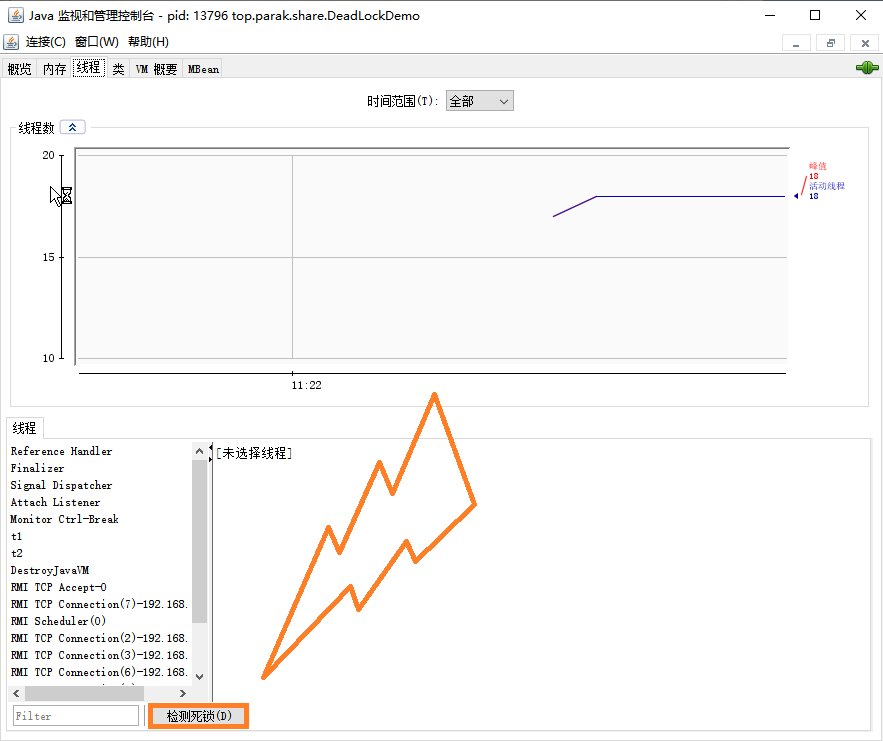 Java 监视和管理控制台 - pid: 13796 top.parak.share.DeadLockDemo
连接(C) 窗口(W) 帮助(H)
概览 内存 线程 类 VM 概要 MBean
时间范围(T): 全部
线程数
20
15
10
峰值
18
活动线程
18
11:22
线程
Reference Handler
Finalizer
Signal Dispatcher
Attach Listener
Monitor Ctrl-Break
t1
t2
DestroyJavaVM
RMI TCP Accept-0
RMI TCP Connection(7)-192.168.
RMI Scheduler(0)
RMI TCP Connection(2)-192.168.
RMI TCP Connection(3)-192.168.
RMI TCP Connection(6)-192.168.
[未选择线程]
Filter
检测死锁(D)